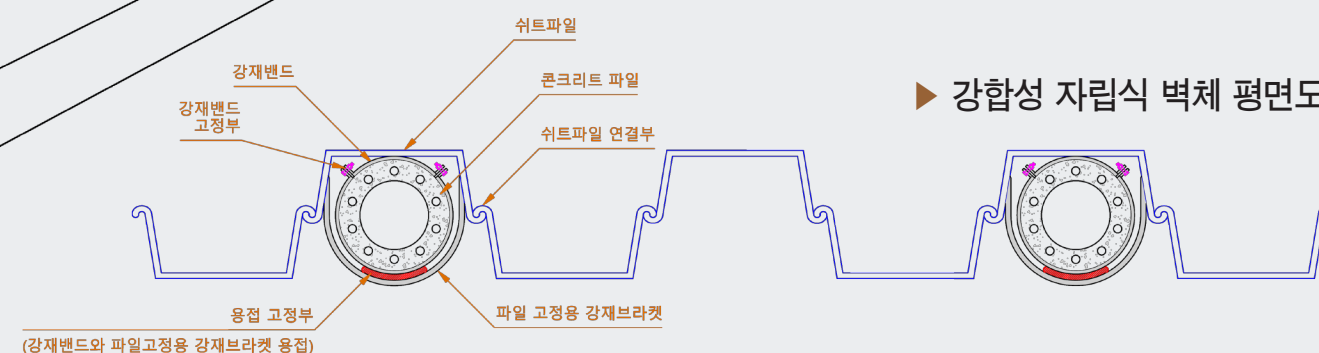 쉬트파일
강재밴드
콘크리트 파일
▶ 강합성 자립식 벽체 평면도
강재밴드
고정부
쉬트파일 연결부
용접 고정부
파일 고정용 강재브라켓
(강재밴드와 파일고정용 강재브라켓 용접)